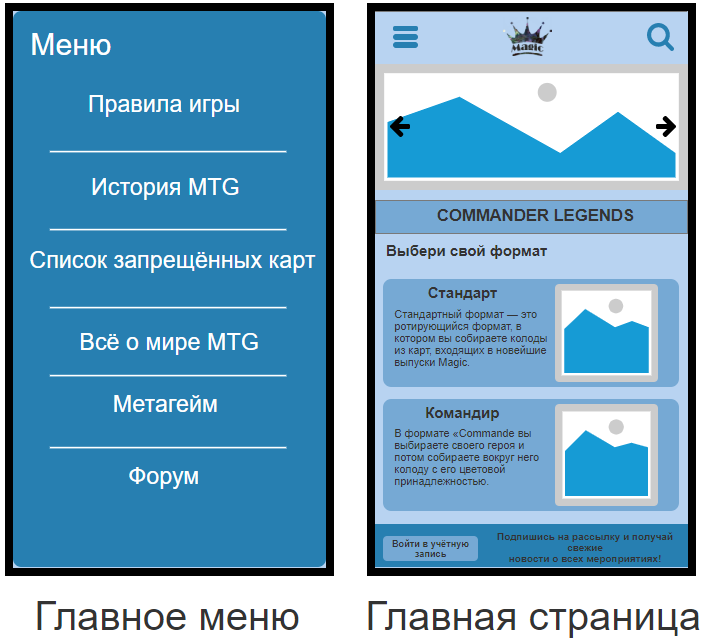 Меню
Правила игры
История MTG
Список запрещённых карт
Всё о мире MTG
Метагейм
Форум
Главное меню
Magic
COMMANDER LEGENDS
Выбери свой формат
Стандарт
Стандартный формат — это
ротирующийся формат, в
котором вы собираете колоды
из карт, входящих в новейшие
выпуски Magic.
Командир
В формате «Commande вы
выбираете своего героя и
потом собираете вокруг него
колоду с его цветовой
принадлежностью.
Войти в учётную
запись
Подпишись на рассылку и получай
свежие
новости о всех мероприятиях!
Главная страница